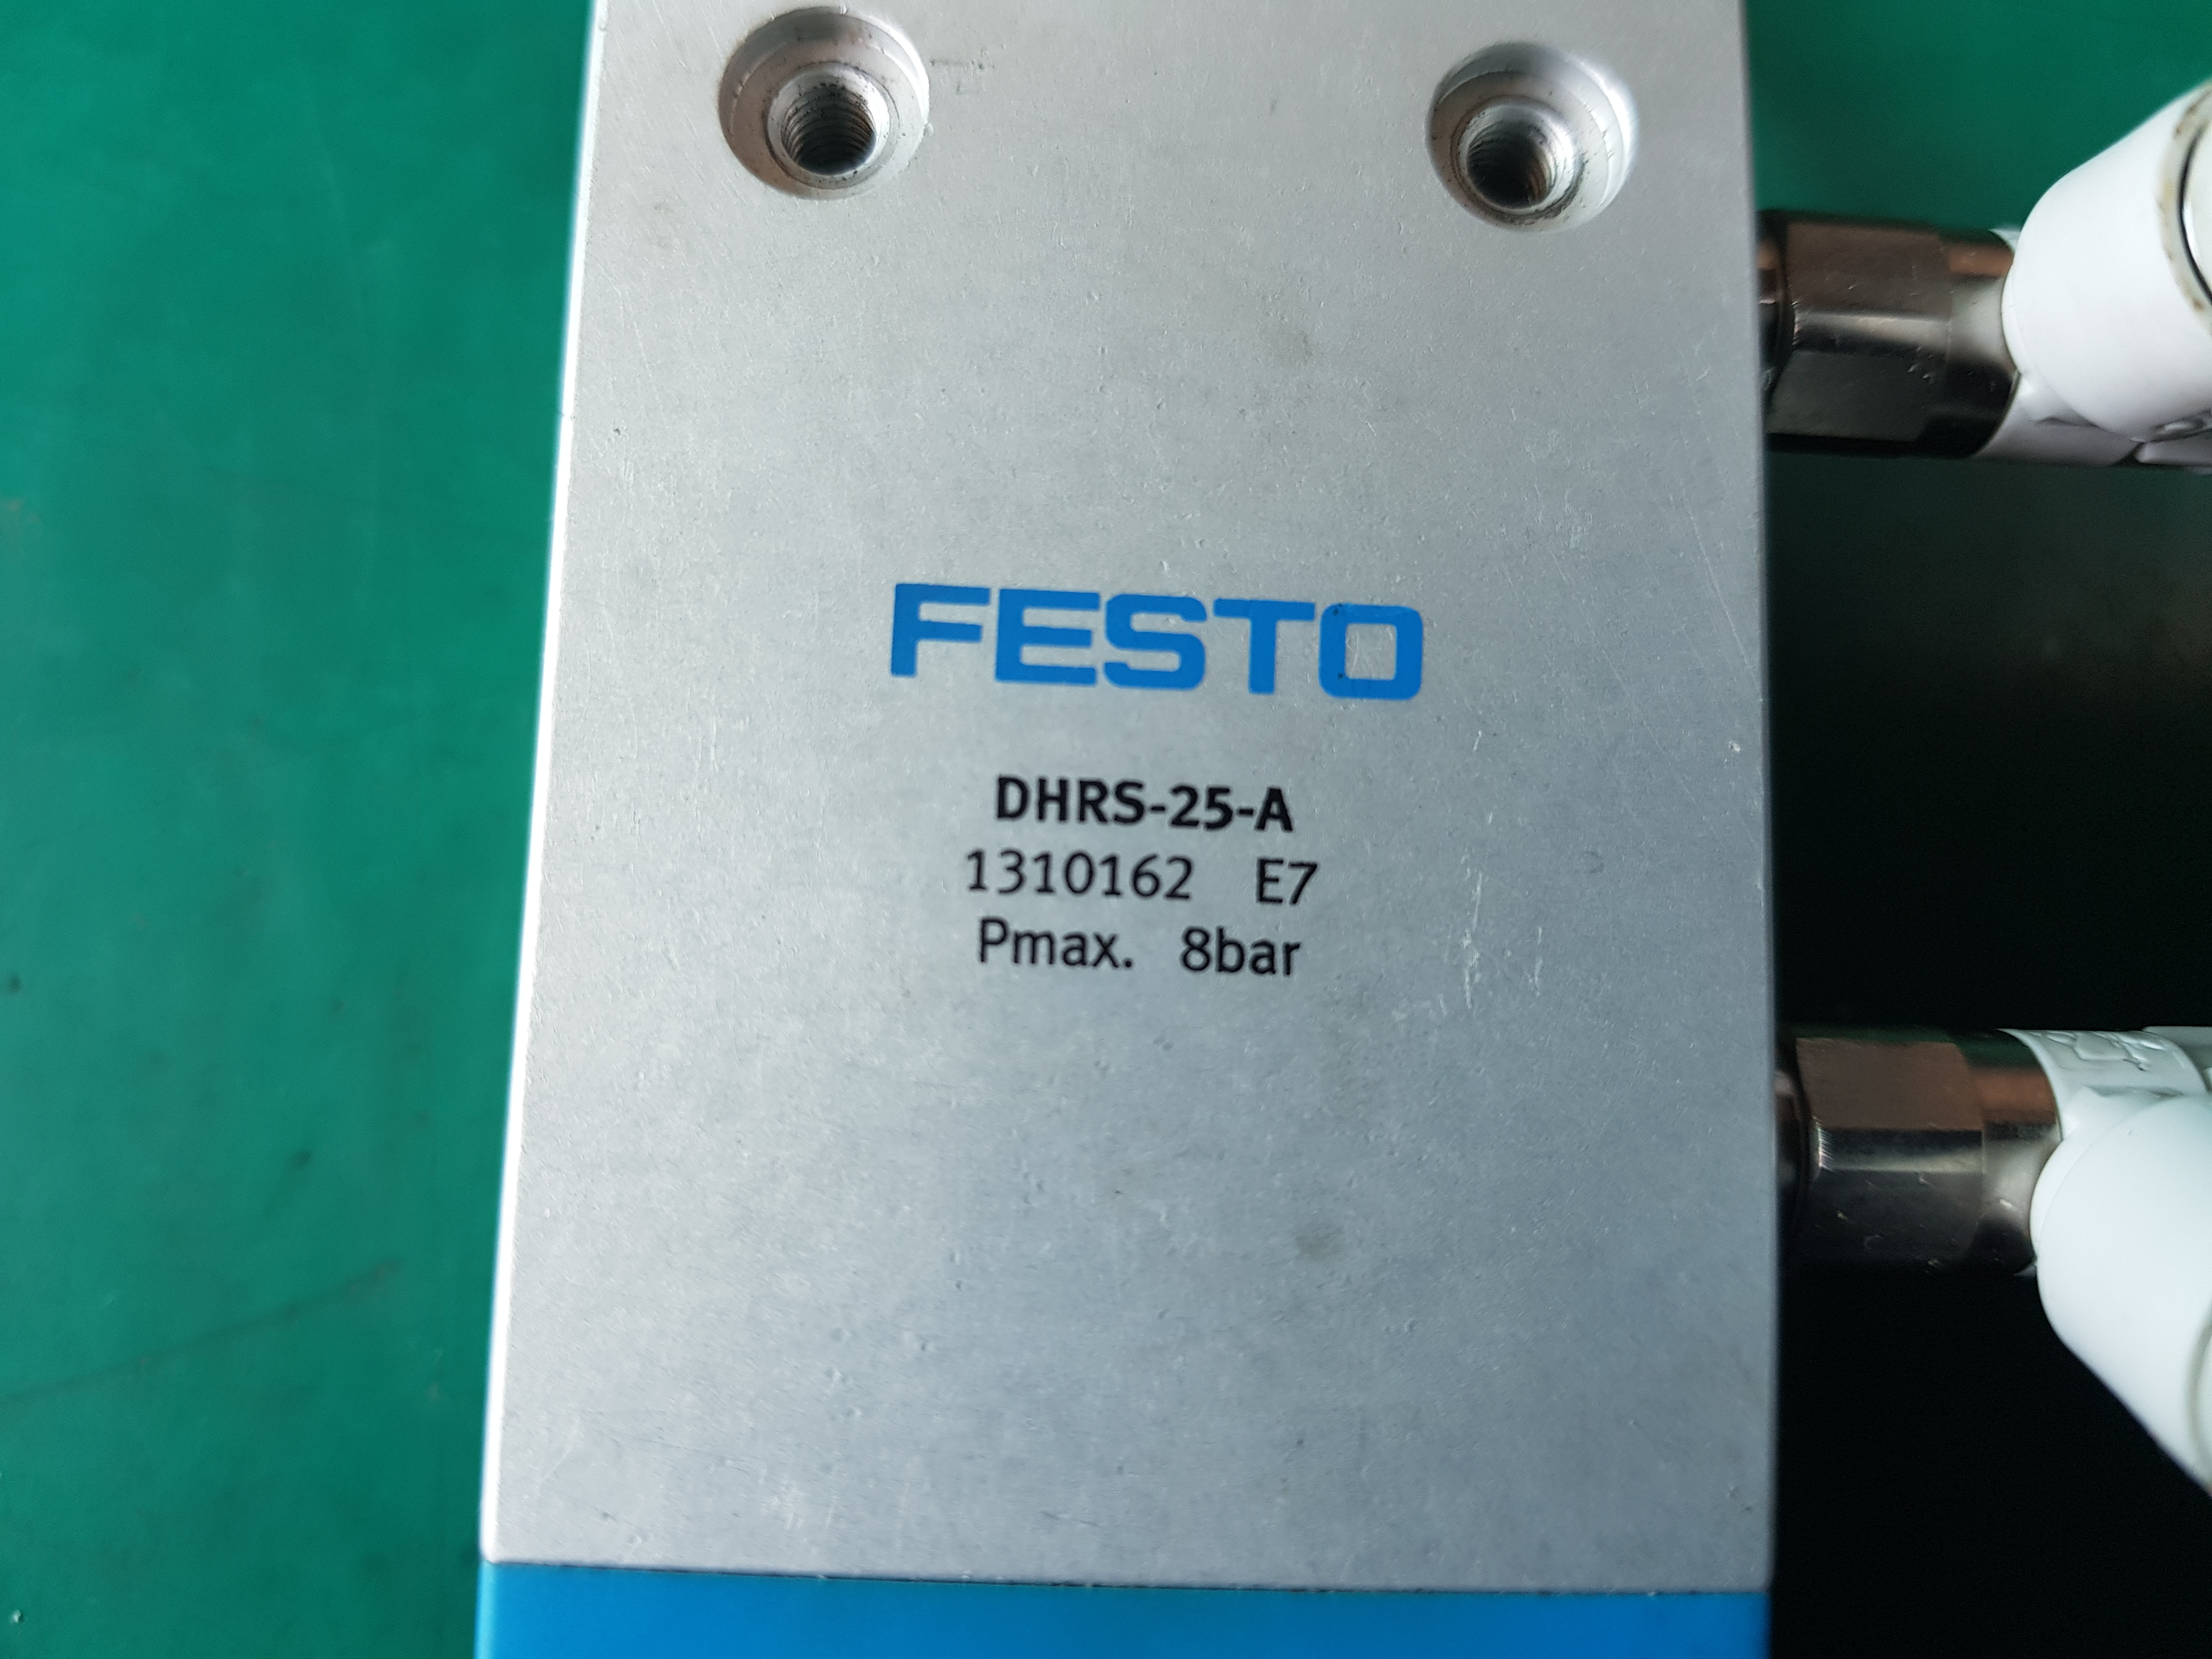 FESTO
DHRS-25-A
1310162 E7
Pmax. 8bar